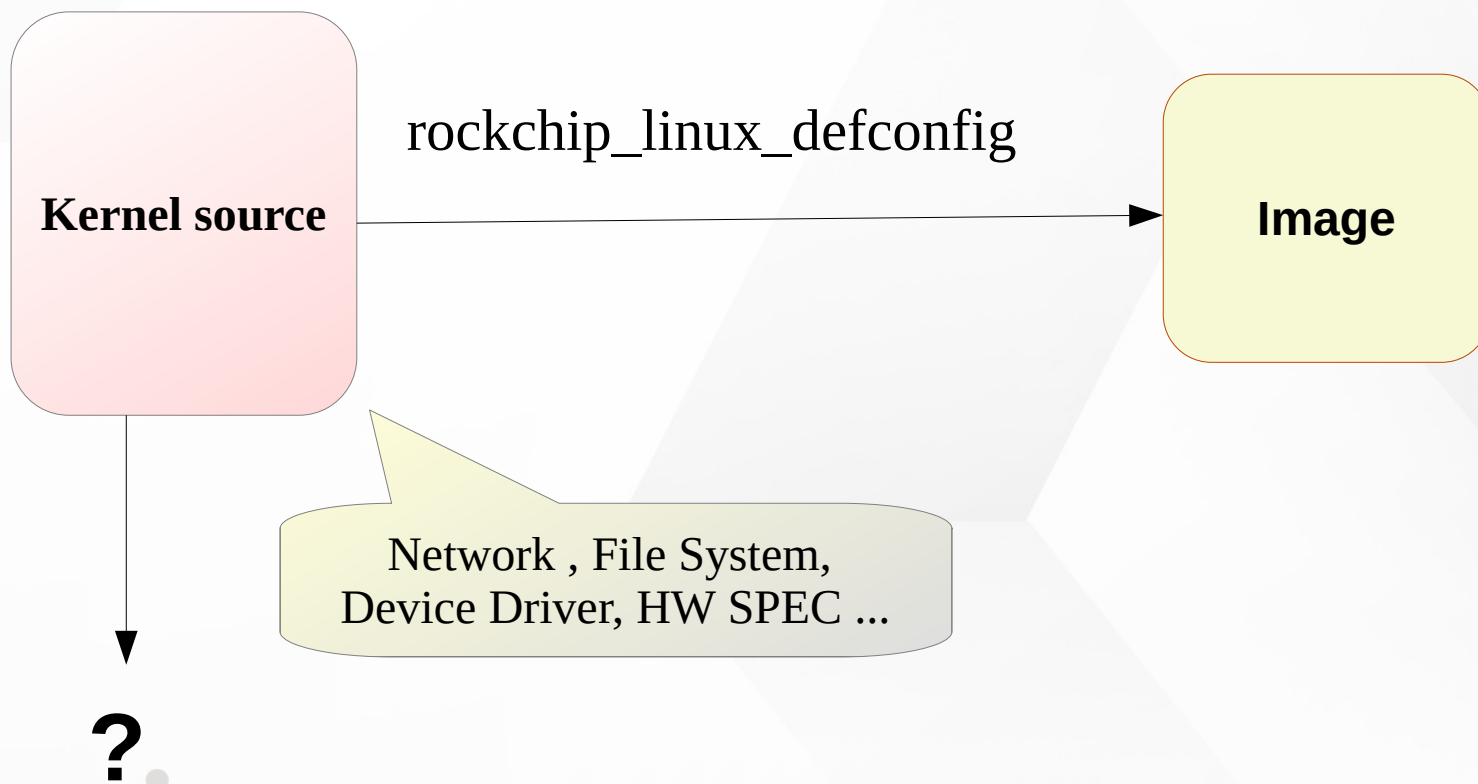 rockchip_linux_defconfig
Kernel source
Image
Network , File System,
Device Driver, HW SPEC ...
?